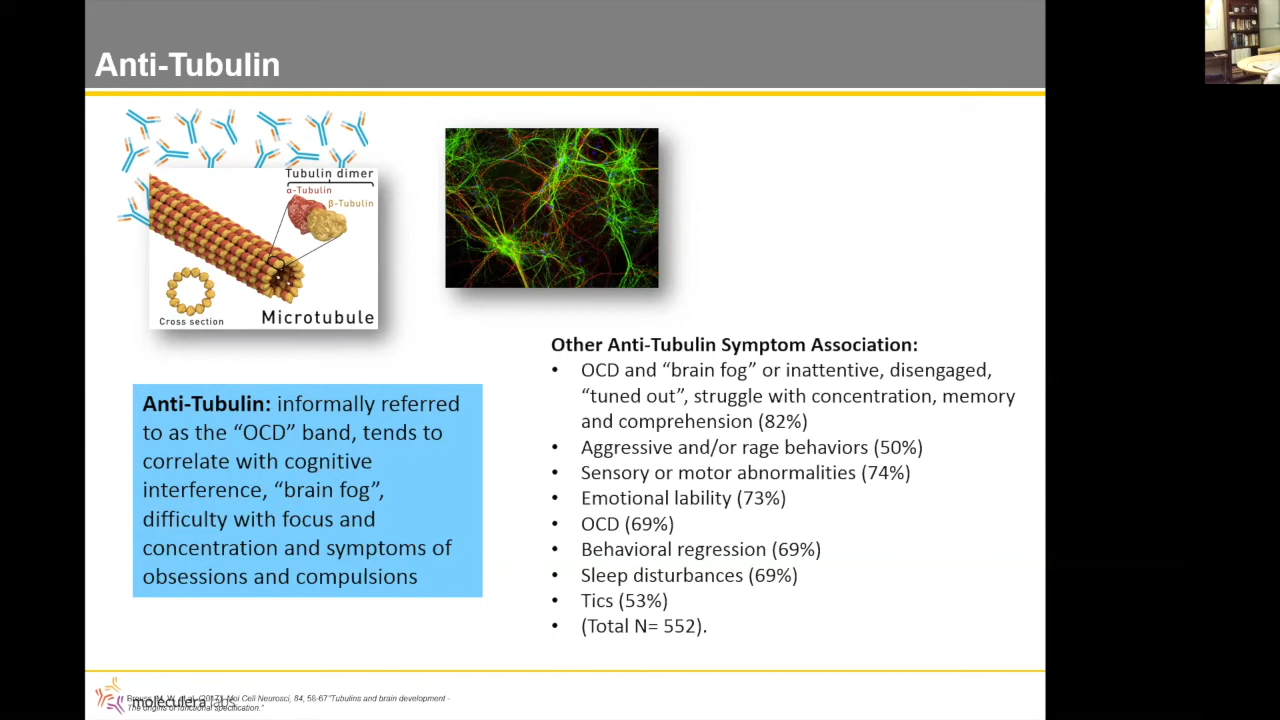 Anti-Tubulin
Tubulin dimer
α-Tubulin
β-Tubulin
Cross section
Microtubule
Anti-Tubulin: informally referred
to as the “OCD” band, tends to
correlate with cognitive
interference, “brain fog”,
difficulty with focus and
concentration and symptoms of
obsessions and compulsions
Other Anti-Tubulin Symptom Association:
• OCD and “brain fog” or inattentive, disengaged,
“tuned out”, struggle with concentration, memory
and comprehension (82%)
• Aggressive and/or rage behaviors (50%)
• Sensory or motor abnormalities (74%)
• Emotional lability (73%)
• OCD (69%)
• Behavioral regression (69%)
• Sleep disturbances (69%)
• Tics (53%)
• (Total N= 552).
Mol Cell Neurosci, 84, 58-67 "Tubulins and brain development -
The origins of functional specification."
moleculera labs